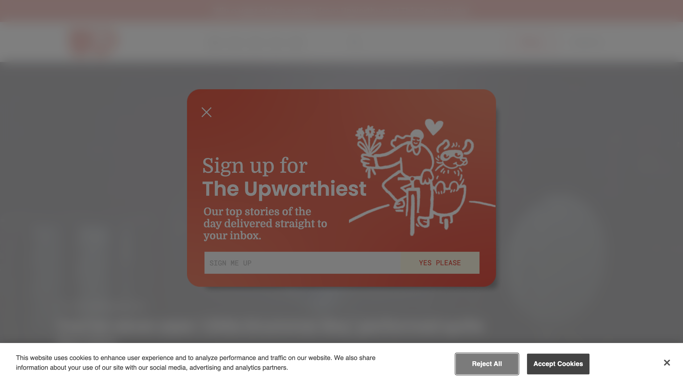 Sign up for
The Upworthiest
Our top stories of the
day delivered straight to
your inbox.
SIGN ME UP
YES PLEASE
This website uses cookies to enhance user experience and to analyze performance and traffic on our website. We also share
information about your use of our site with our social media, advertising and analytics partners.
Reject All
Accept Cookies